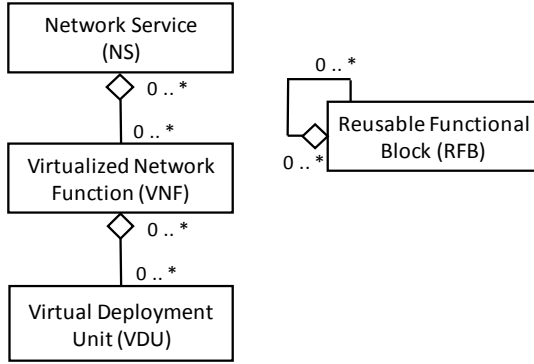 Network Service
(NS)
0 .. *
0 .. *
Virtualized Network
Function (VNF)
0 .. *
0 .. *
Virtual Deployment
Unit (VDU)
0 .. *
Reusable Functional
Block (RFB)
0 .. *